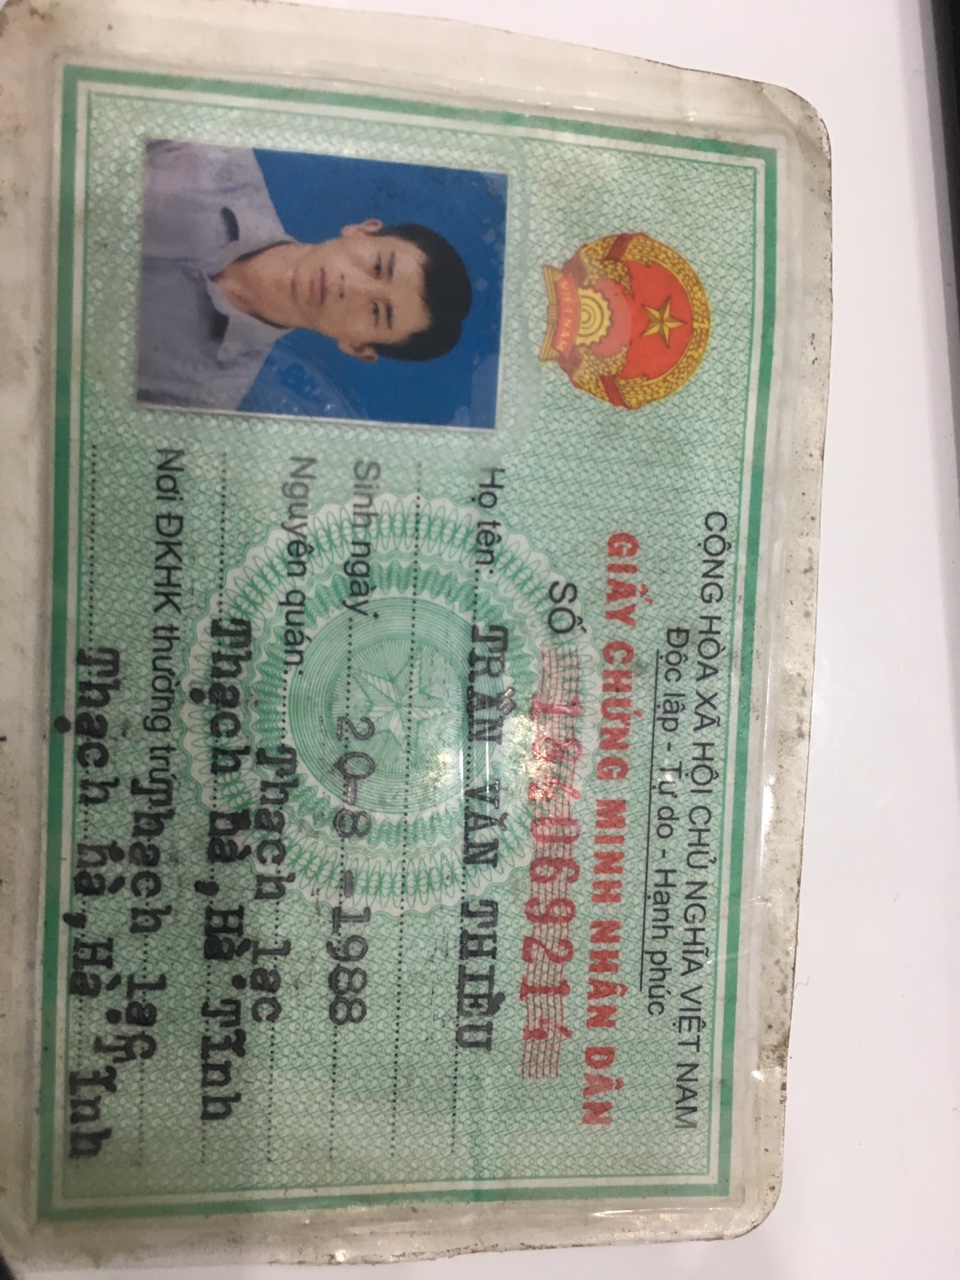 CỘNG HÒA XÃ HỘI CHỦ NGHĨA VIỆT NAM
Độc lập - Tự do - Hạnh phúc
GIẤY CHỨNG MINH NHÂN DÂN
SỐ 184069214
VIỆT NAM
Họ tên: TRẦN VĂN THIỀU
Sinh ngày 20-8-1988
Nguyên quán: Thạch lạc
Thạch hà, Hà Tĩnh
Nơi ĐKHK thường trú: Thạch lạc
Thạch hà, Hà Tĩnh